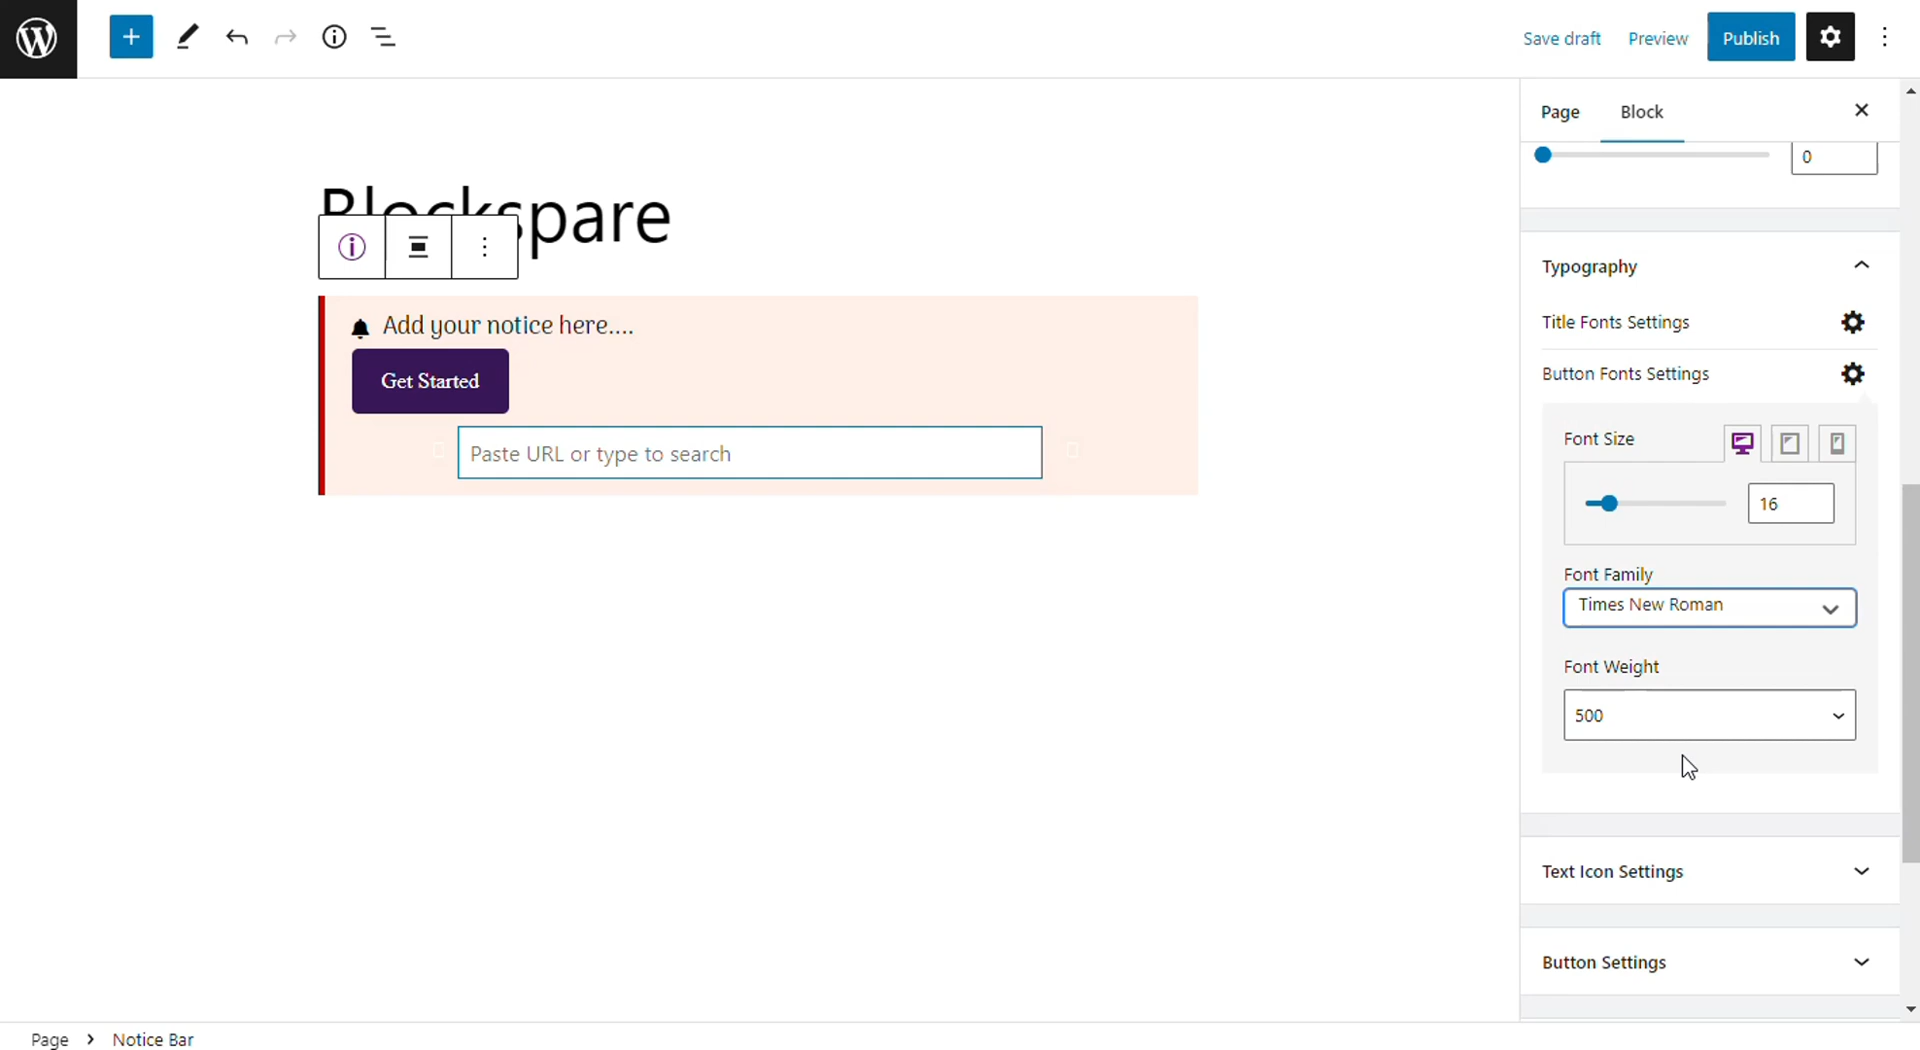 Save draft
Preview
Publish
Page
Block
0
Blockspare
Typography
Add your notice here....
Title Fonts Settings
Get Started
Button Fonts Settings
Font Size
Paste URL or type to search
16
Font Family
Times New Roman
Font Weight
500
Text Icon Settings
Button Settings
Page
Notice Bar